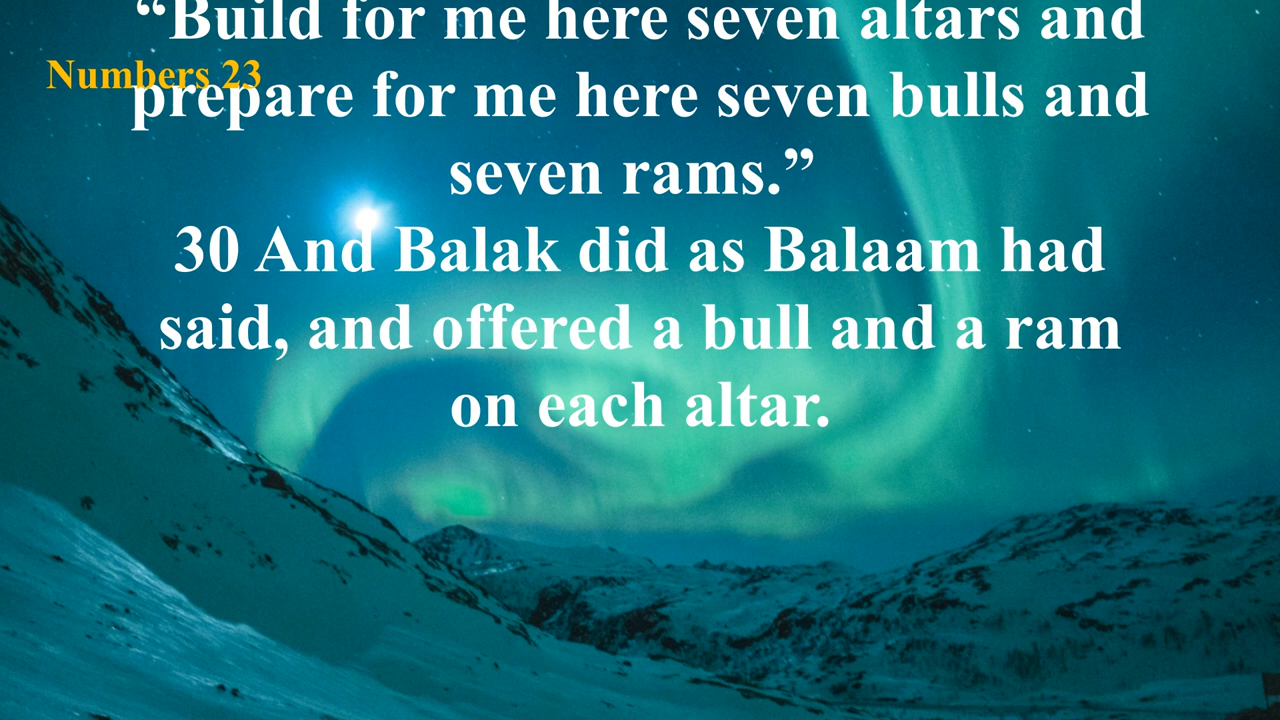 “Build for me here seven altars and
Numbers 23
prepare for me here seven bulls and
seven rams.”
30 And Balak did as Balaam had
said, and offered a bull and a ram
on each altar.